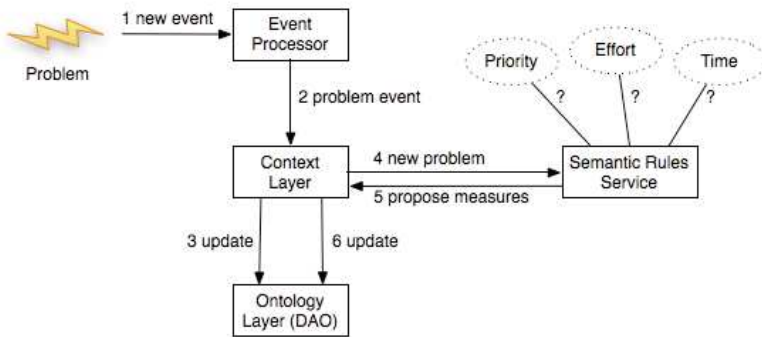 1 new event
Problem
Event
Processor
2 problem event
Priority
Effort
Time
?
?
?
Context
Layer
4 new problem
5 propose measures
Semantic Rules
Service
3 update
6 update
Ontology
Layer (DAO)